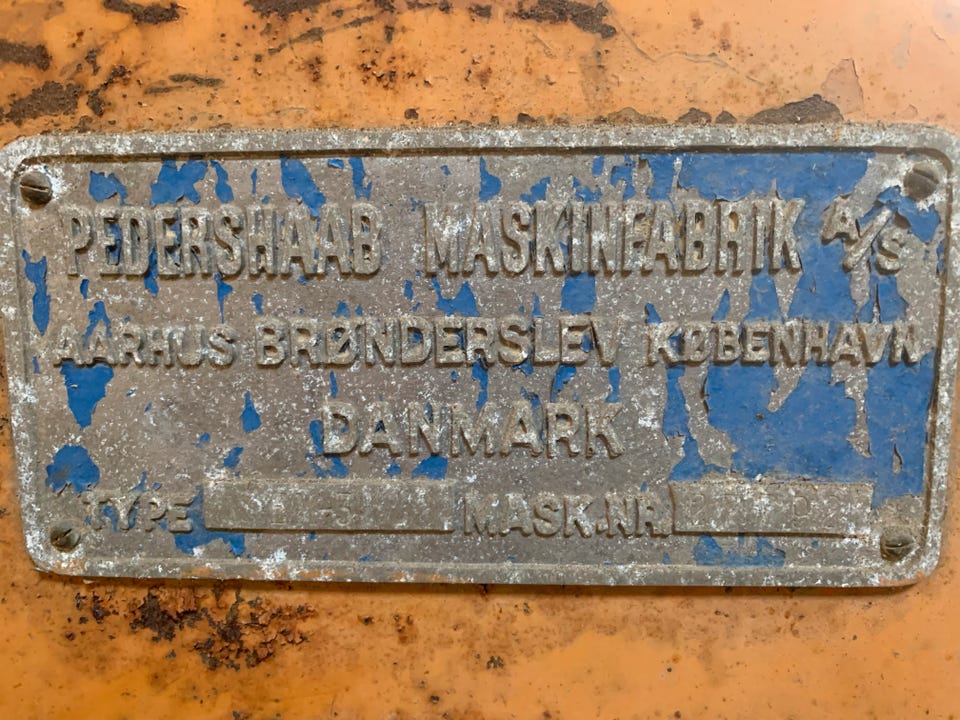 PEDERSHAAB MASKINFABRIK A/S
AARHUS BRØNDERSLEV KØBENHAVN
DANMARK
TYPE MASK.NR.